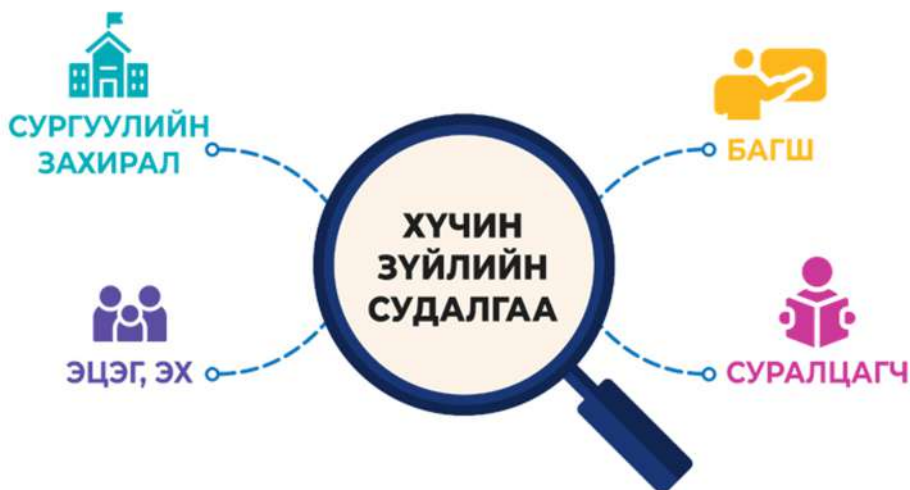 СУРГУУЛИЙН
ЗАХИРАЛ
БАГШ
ХҮЧИН
ЗҮЙЛИЙН
СУДАЛГАА
ЭЦЭГ, ЭХ
СУРАЛЦАГЧ